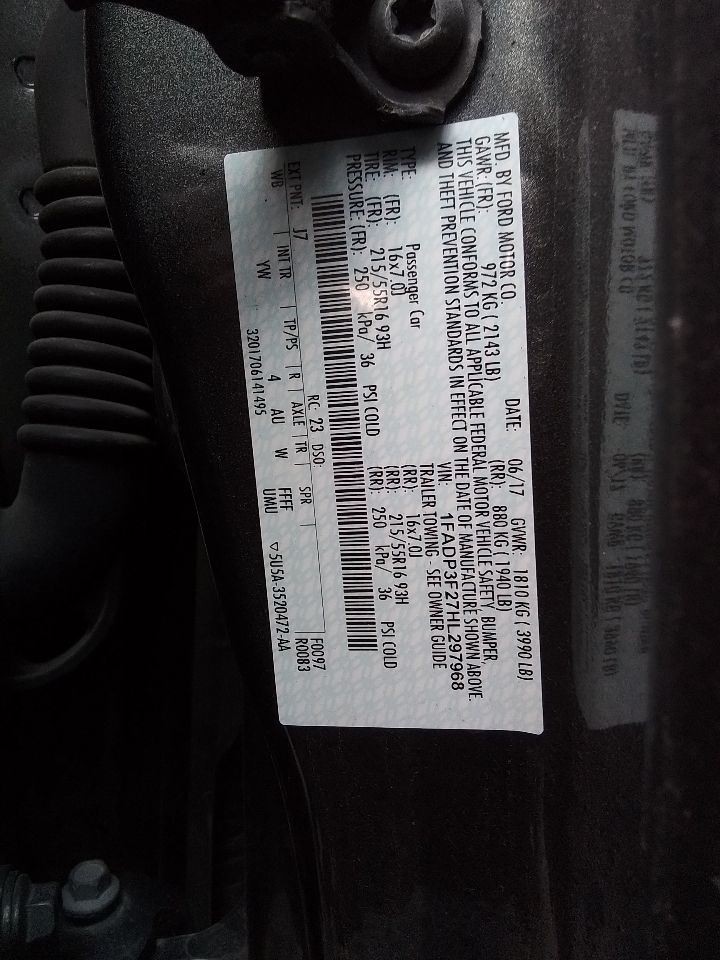 MFD. BY FORD MOTOR CO.
DATE: 06/17 GVWR: 1810 KG ( 3990 LB)
GAWR: (FR): 972 KG ( 2143 LB) (RR): 880 KG ( 1940 LB)
THIS VEHICLE CONFORMS TO ALL APPLICABLE FEDERAL MOTOR VEHICLE SAFETY, BUMPER,
AND THEFT PREVENTION STANDARDS IN EFFECT ON THE DATE OF MANUFACTURE SHOWN ABOVE.
VIN: 1FADP3F27HL297968
TYPE: Passenger Car TRAILER TOWING - SEE OWNER GUIDE
RIM: (FR): 16x7.0J (RR): 16x7.0J
TIRE: (FR): 215/55R16 93H (RR): 215/55R16 93H
PRESSURE: (FR): 250 kPa/ 36 PSI COLD (RR): 250 kPa/ 36 PSI COLD
EXT PNT: J7 RC: 23 DSO: F0097
WB INT TR TP/PS R AXLE TR SPR R0083
YW 4 AU W FFFF
UMU
3201706141495 ▽5U5A-3520472-AA